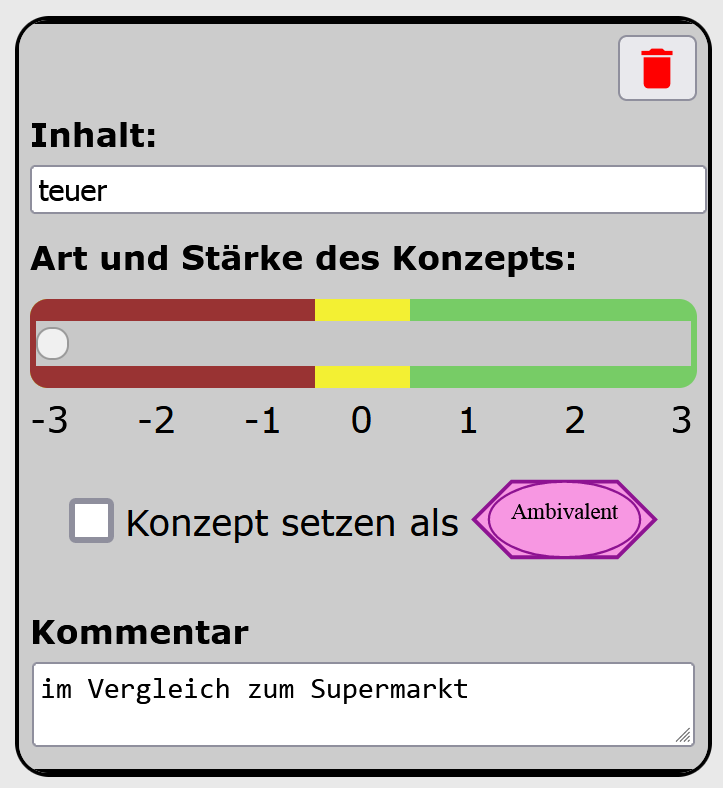 Inhalt:
teuer
Art und Stärke des Konzepts:
-3 -2 -1 0 1 2 3
Konzept setzen als Ambivalent
Kommentar
im Vergleich zum Supermarkt